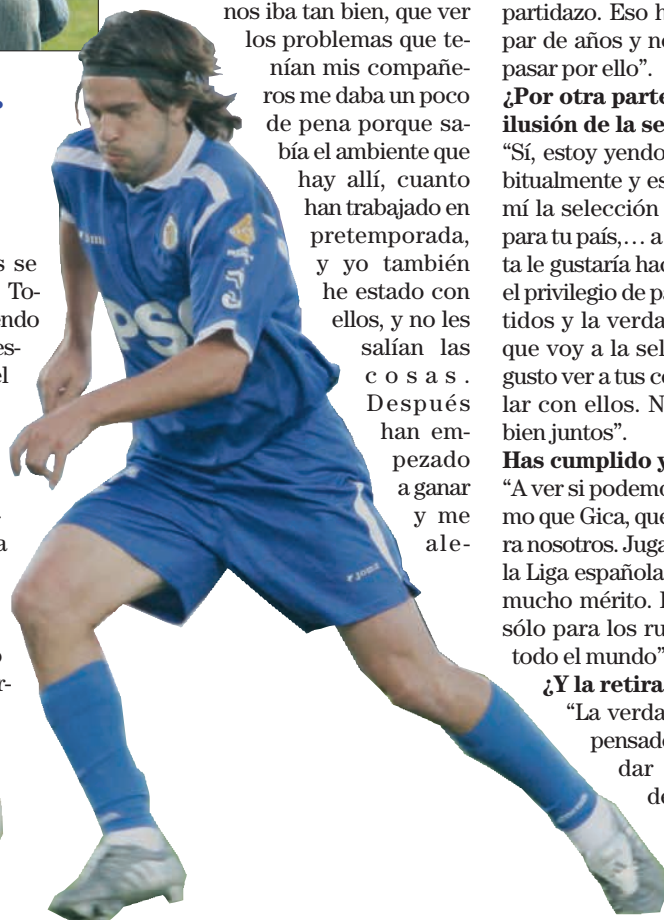 s se
To-
endo
es-
el
a
o
r-
nos iba tan bien, que ver
los problemas que te-
nían mis compañe-
ros me daba un poco
de pena porque sa-
bía el ambiente que
hay allí, cuanto
han trabajado en
pretemporada,
y yo también
he estado con
ellos, y no les
salían las
cosas.
Después
han em-
pezado
a ganar
y me
ale-
partidazo. Eso h
par de años y no
pasar por ello".
¿Por otra parte
ilusión de la se
"Sí, estoy yendo
bitualmente y es
mí la selección
para tu país,… a
ta le gustaría hac
el privilegio de pa
tidos y la verda
que voy a la sel
gusto ver a tus co
lar con ellos. N
bien juntos".
Has cumplido y
"A ver si podemo
mo que Gica, que
ra nosotros. Juga
la Liga española
mucho mérito. I
sólo para los ru
todo el mundo"
¿Y la retira
"La verda
pensado
dar
de
PS
Joma